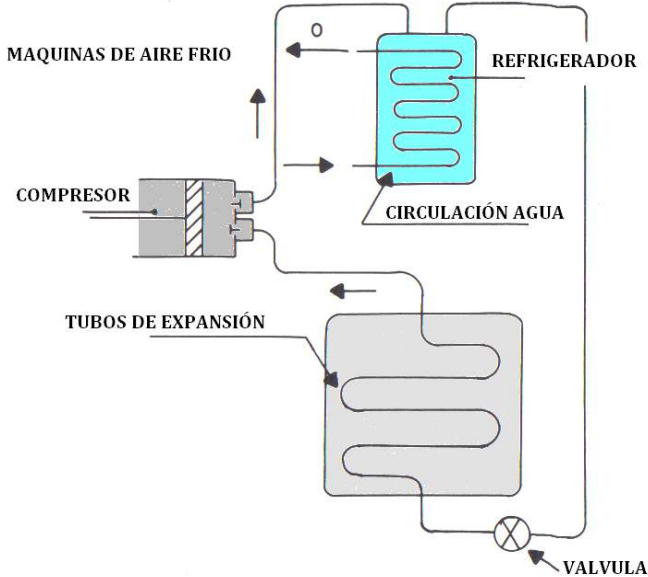 MAQUINAS DE AIRE FRIO
O
REFRIGERADOR
COMPRESOR
CIRCULACIÓN AGUA
TUBOS DE EXPANSIÓN
VALVULA